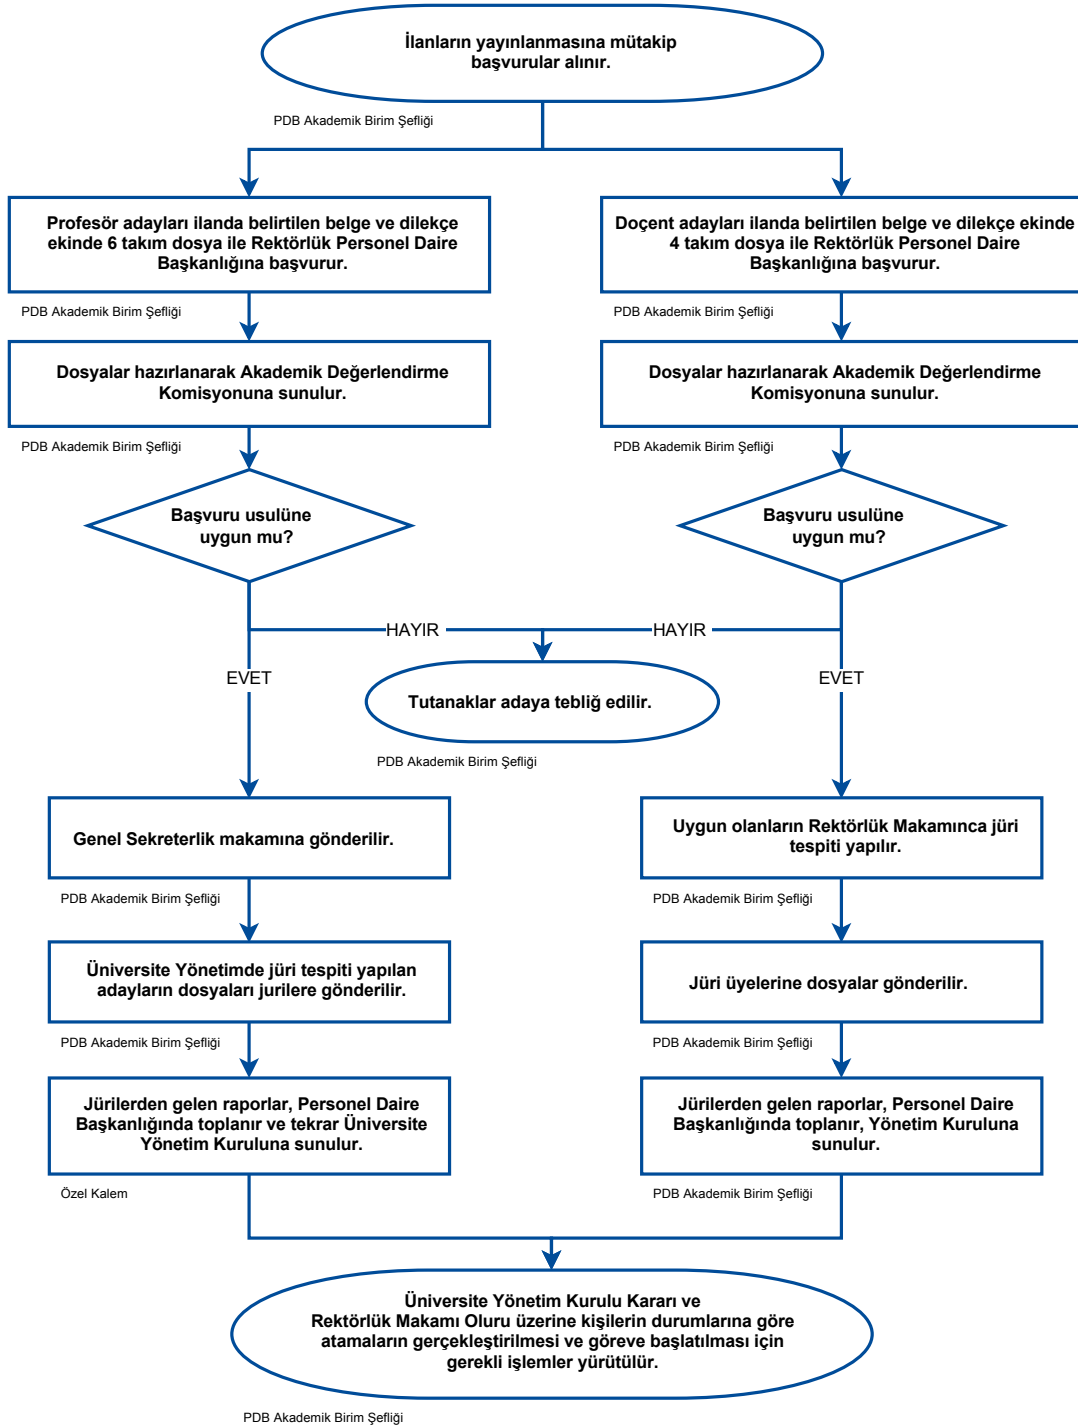 İlanların yayınlanmasına mütakip
başvurular alınır.
PDB Akademik Birim Şefliği
Profesör adayları ilanda belirtilen belge ve dilekçe
ekinde 6 takım dosya ile Rektörlük Personel Daire
Başkanlığına başvurur.
PDB Akademik Birim Şefliği
Doçent adayları ilanda belirtilen belge ve dilekçe ekinde
4 takım dosya ile Rektörlük Personel Daire
Başkanlığına başvurur.
PDB Akademik Birim Şefliği
Dosyalar hazırlanarak Akademik Değerlendirme
Komisyonuna sunulur.
PDB Akademik Birim Şefliği
Dosyalar hazırlanarak Akademik Değerlendirme
Komisyonuna sunulur.
PDB Akademik Birim Şefliği
Başvuru usulüne
uygun mu?
Başvuru usulüne
uygun mu?
HAYIR
HAYIR
EVET
EVET
Tutanaklar adaya tebliğ edilir.
PDB Akademik Birim Şefliği
Genel Sekreterlik makamına gönderilir.
PDB Akademik Birim Şefliği
Uygun olanların Rektörlük Makamınca jüri
tespiti yapılır.
PDB Akademik Birim Şefliği
Üniversite Yönetimde jüri tespiti yapılan
adayların dosyaları jurilere gönderilir.
PDB Akademik Birim Şefliği
Jüri üyelerine dosyalar gönderilir.
PDB Akademik Birim Şefliği
Jürilerden gelen raporlar, Personel Daire
Başkanlığında toplanır ve tekrar Üniversite
Yönetim Kuruluna sunulur.
Özel Kalem
Jürilerden gelen raporlar, Personel Daire
Başkanlığında toplanır, Yönetim Kuruluna
sunulur.
PDB Akademik Birim Şefliği
Üniversite Yönetim Kurulu Kararı ve
Rektörlük Makamı Oluru üzerine kişilerin durumlarına göre
atamaların gerçekleştirilmesi ve göreve başlatılması için
gerekli işlemler yürütülür.
PDB Akademik Birim Şefliği